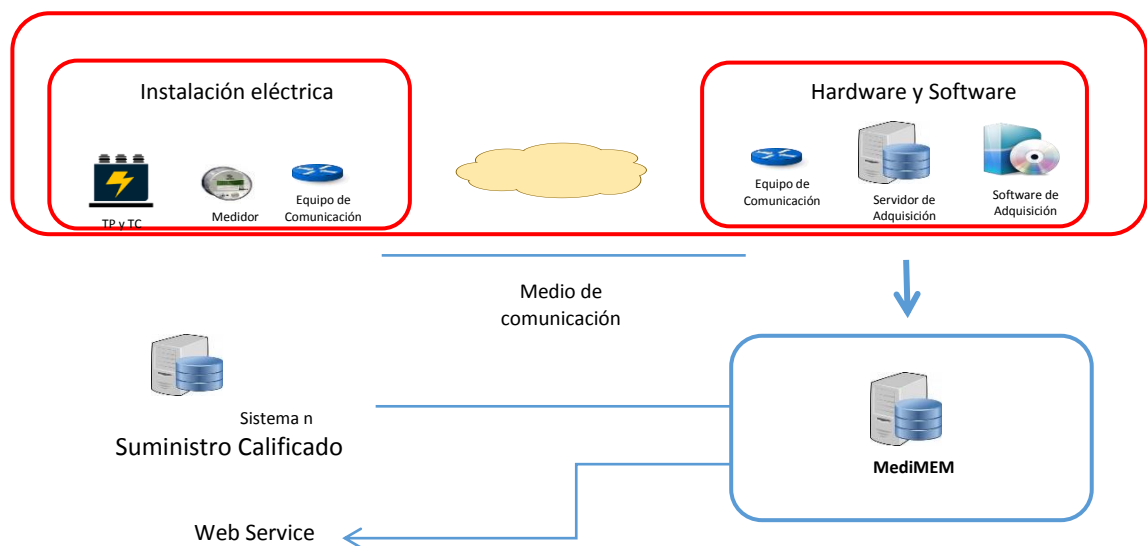 Instalación eléctrica
TP y TC
Medidor
Equipo de
Comunicación
Hardware y Software
Equipo de
Comunicación
Servidor de
Adquisición
Software de
Adquisición
Medio de
comunicación
Sistema n
Suministro Calificado
MediMEM
Web Service